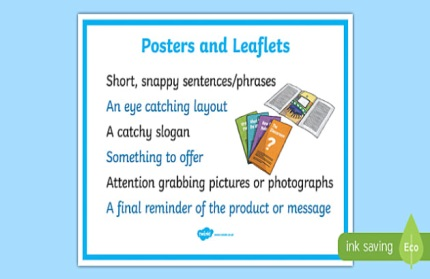 Posters and Leaflets
Short, snappy sentences/phrases
An eye catching layout
A catchy slogan
Something to offer
Attention grabbing pictures or photographs
A final reminder of the product or message
twinkl
ink saving
Eco